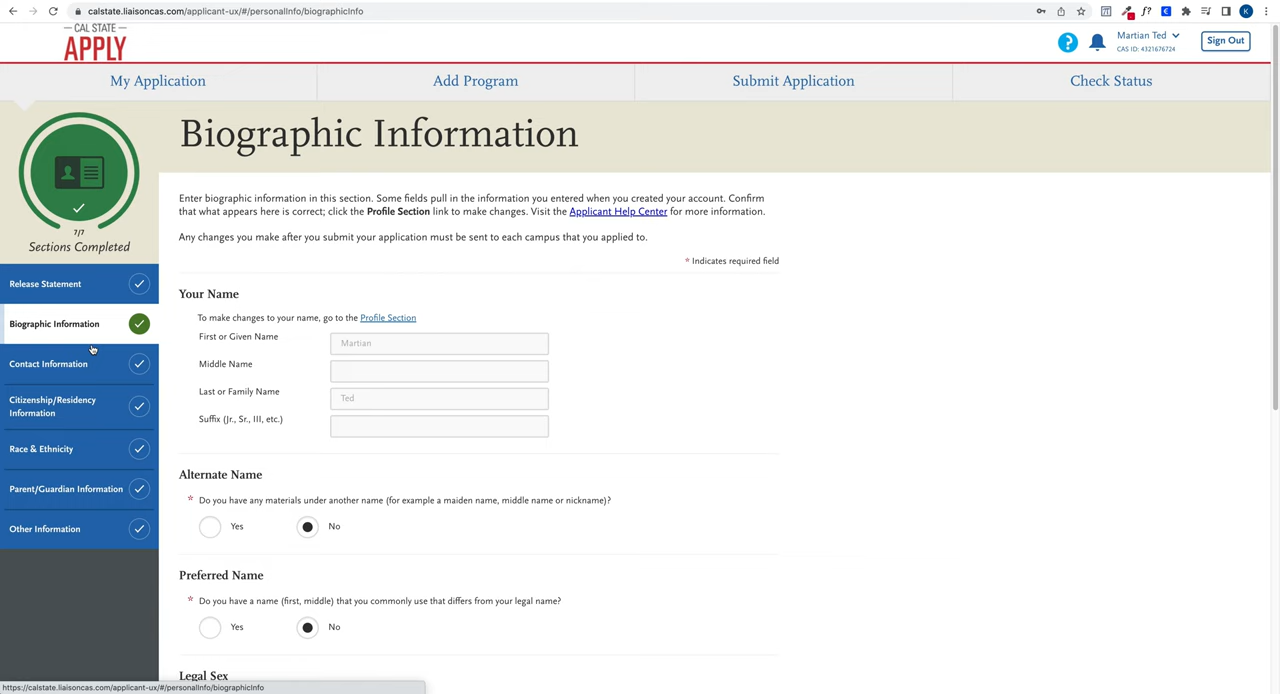 calstate.liaisoncas.com/applicant-ux/#/personalInfo/biographicInfo
CAL STATE
APPLY
?
Martian Ted
CAS ID: 4321676724
Sign Out
My Application
Add Program
Submit Application
Check Status
7/7
Sections Completed
Release Statement
Biographic Information
Contact Information
Citizenship/Residency
Information
Race & Ethnicity
Parent/Guardian Information
Other Information
Biographic Information
Enter biographic information in this section. Some fields pull in the information you entered when you created your account. Confirm
that what appears here is correct; click the Profile Section link to make changes. Visit the Applicant Help Center for more information.
Any changes you make after you submit your application must be sent to each campus that you applied to.
* Indicates required field
Your Name
To make changes to your name, go to the Profile Section
First or Given Name
Martian
Middle Name
Last or Family Name
Ted
Suffix (Jr., Sr., III, etc.)
Alternate Name
* Do you have any materials under another name (for example a maiden name, middle name or nickname)?
Yes
No
Preferred Name
* Do you have a name (first, middle) that you commonly use that differs from your legal name?
Yes
No
Legal Sex
https://calstate.liaisoncas.com/applicant-ux/#/personalInfo/biographicInfo